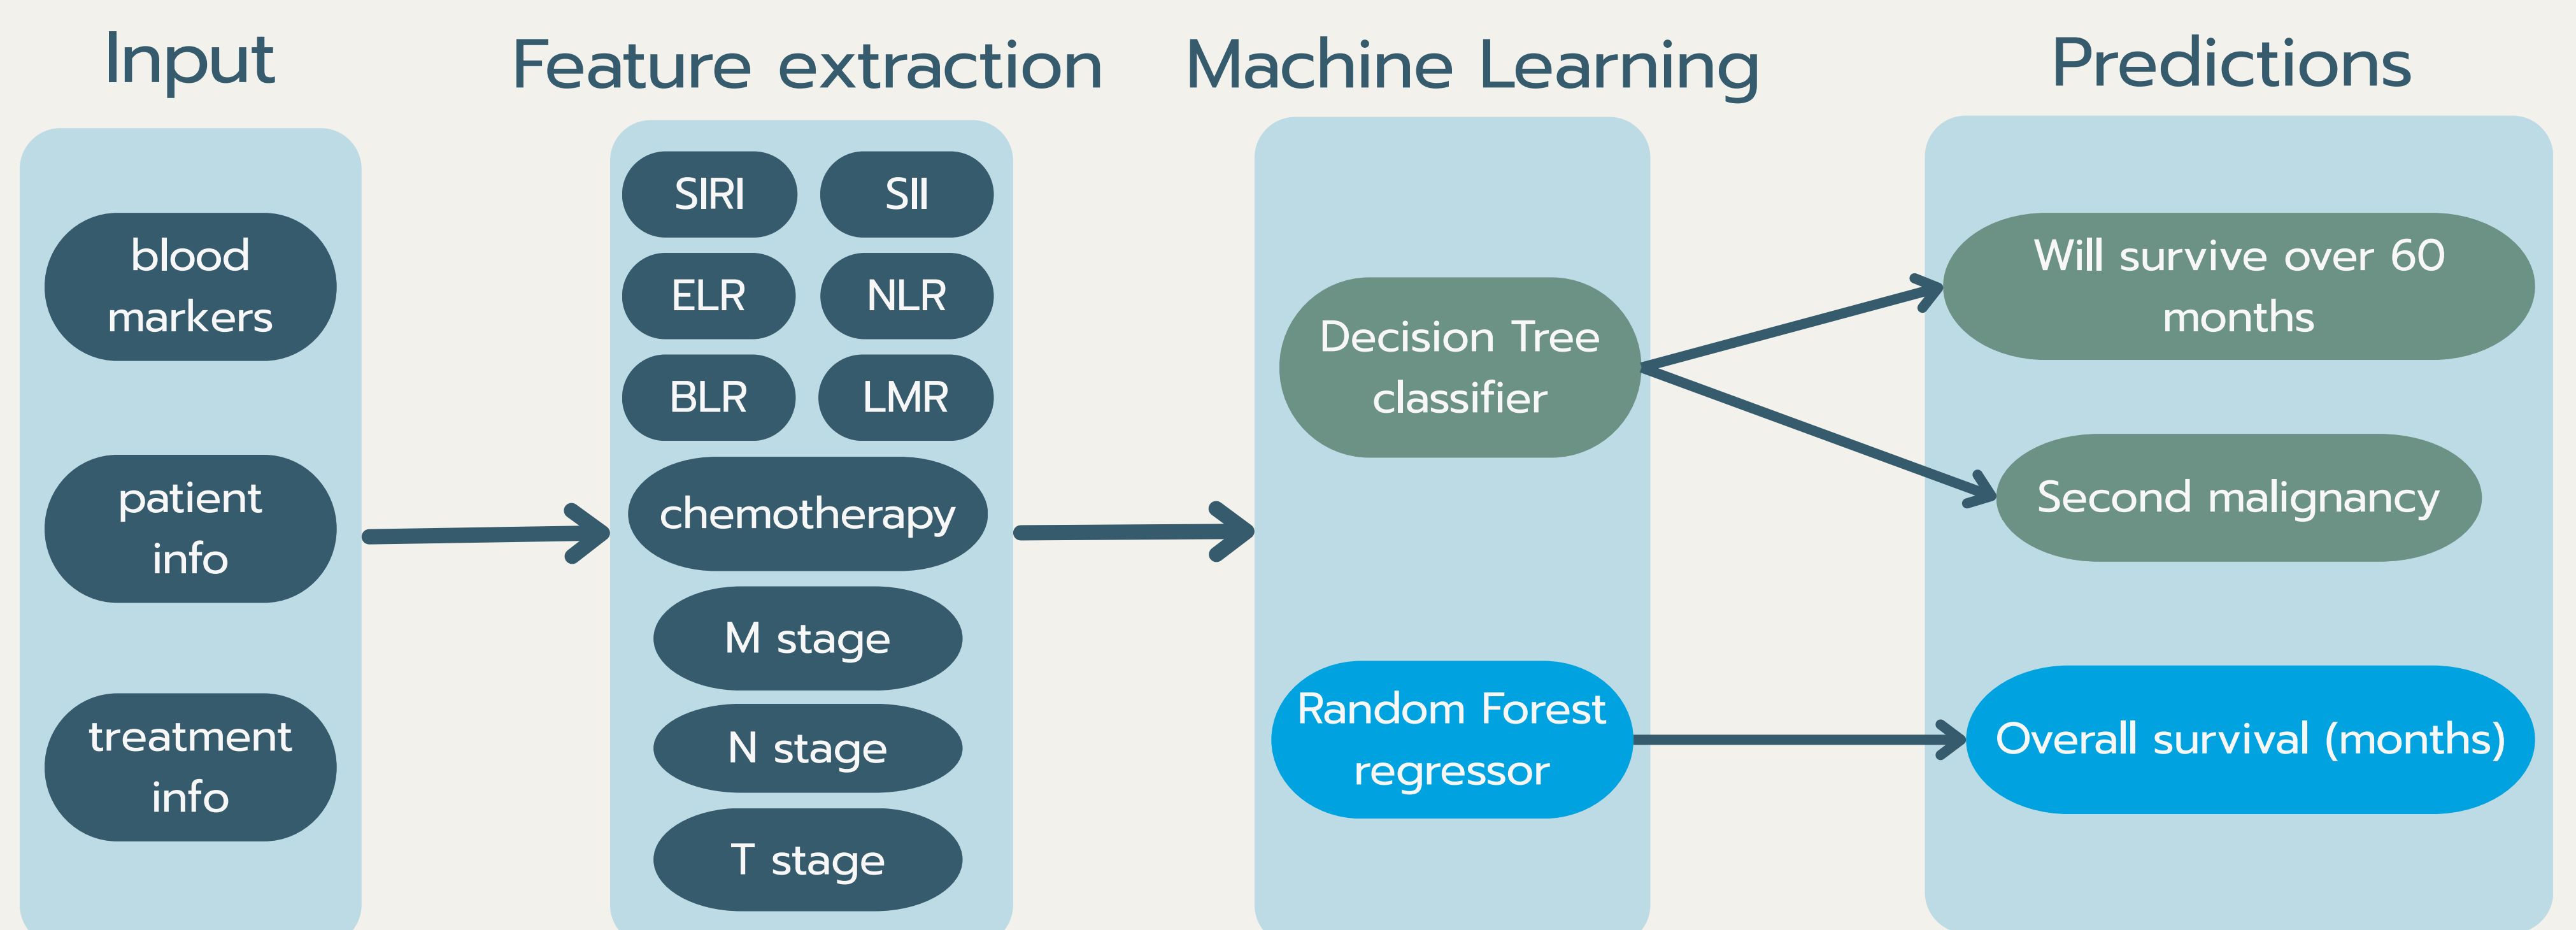 Input
blood
markers
patient
info
treatment
info
Feature extraction
SIRI
SII
ELR
NLR
BLR
LMR
chemotherapy
M stage
N stage
T stage
Machine Learning
Decision Tree
classifier
Random Forest
regressor
Predictions
Will survive over 60
months
Second malignancy
Overall survival (months)